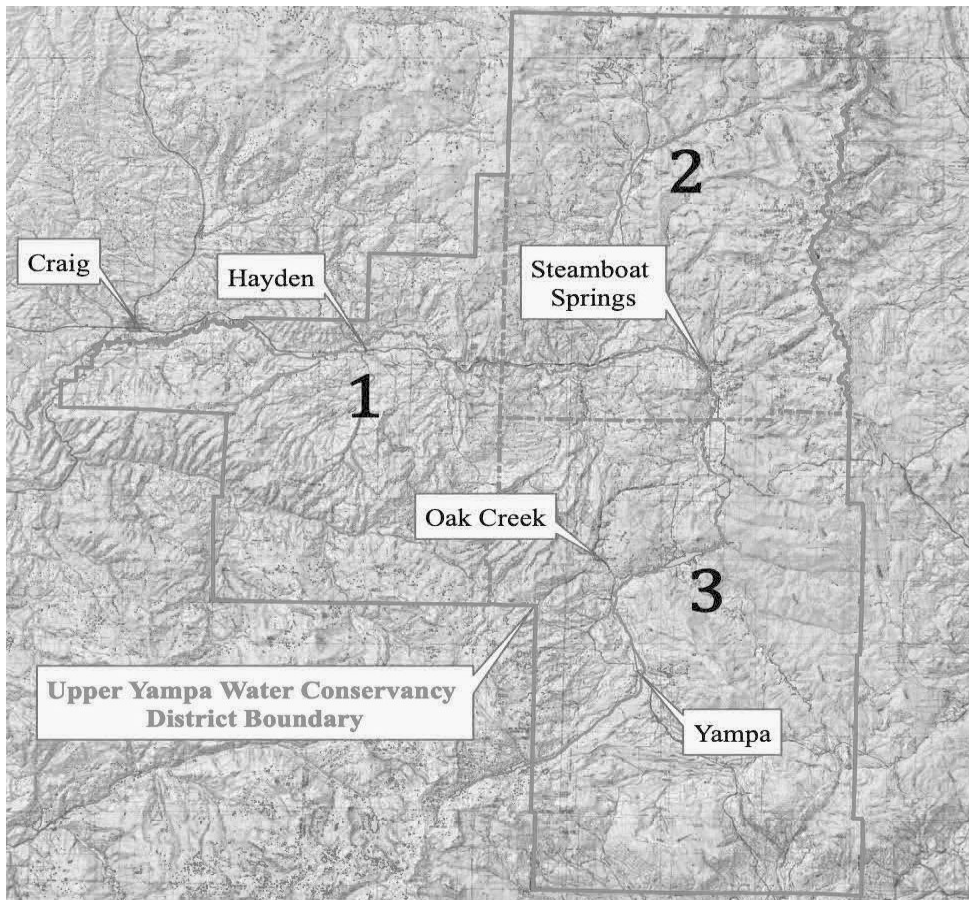 2
Craig
Hayden
Steamboat
Springs
1
Oak Creek
3
Upper Yampa Water Conservancy
District Boundary
Yampa